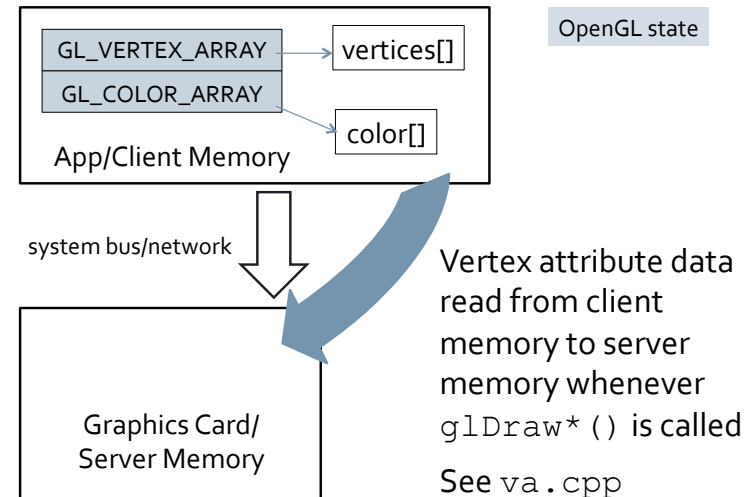 OpenGL state
GL_VERTEX_ARRAY
vertices[]
GL_COLOR_ARRAY
color[]
App/Client Memory
system bus/network
Vertex attribute data
read from client
memory to server
memory whenever
glDraw*() is called
See va.cpp
Graphics Card/
Server Memory